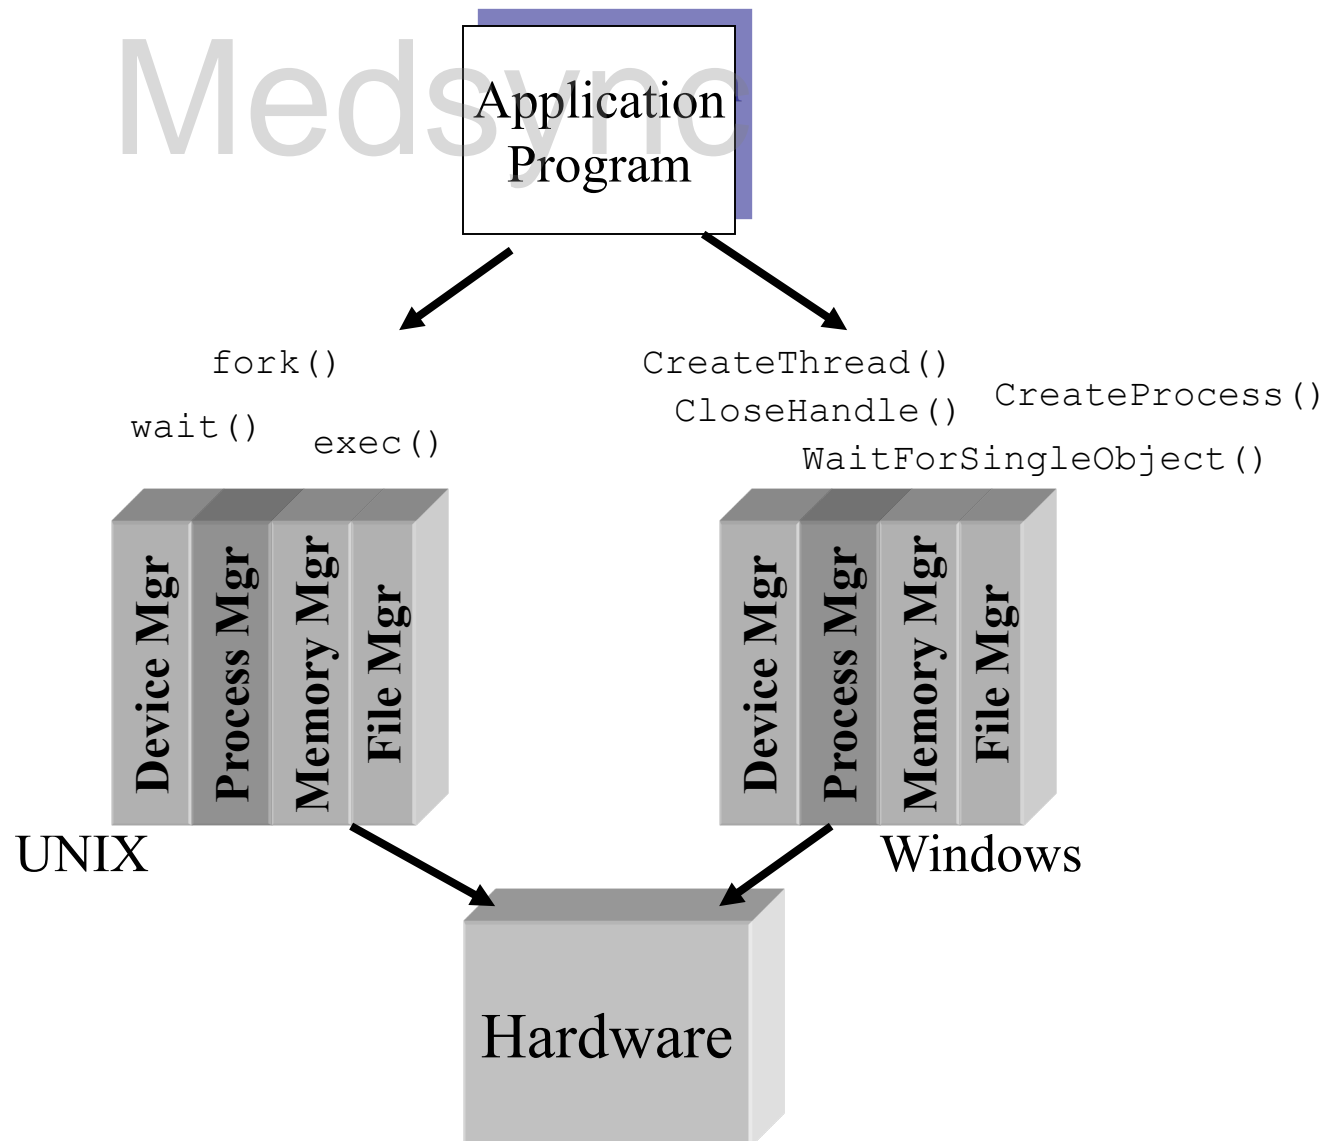 Medsync
Application
Program
fork()
wait()
exec()
CreateThread()
CreateProcess()
CloseHandle()
WaitForSingleObject()
Device Mgr
Process Mgr
Memory Mgr
File Mgr
Device Mgr
Process Mgr
Memory Mgr
File Mgr
UNIX
Windows
Hardware